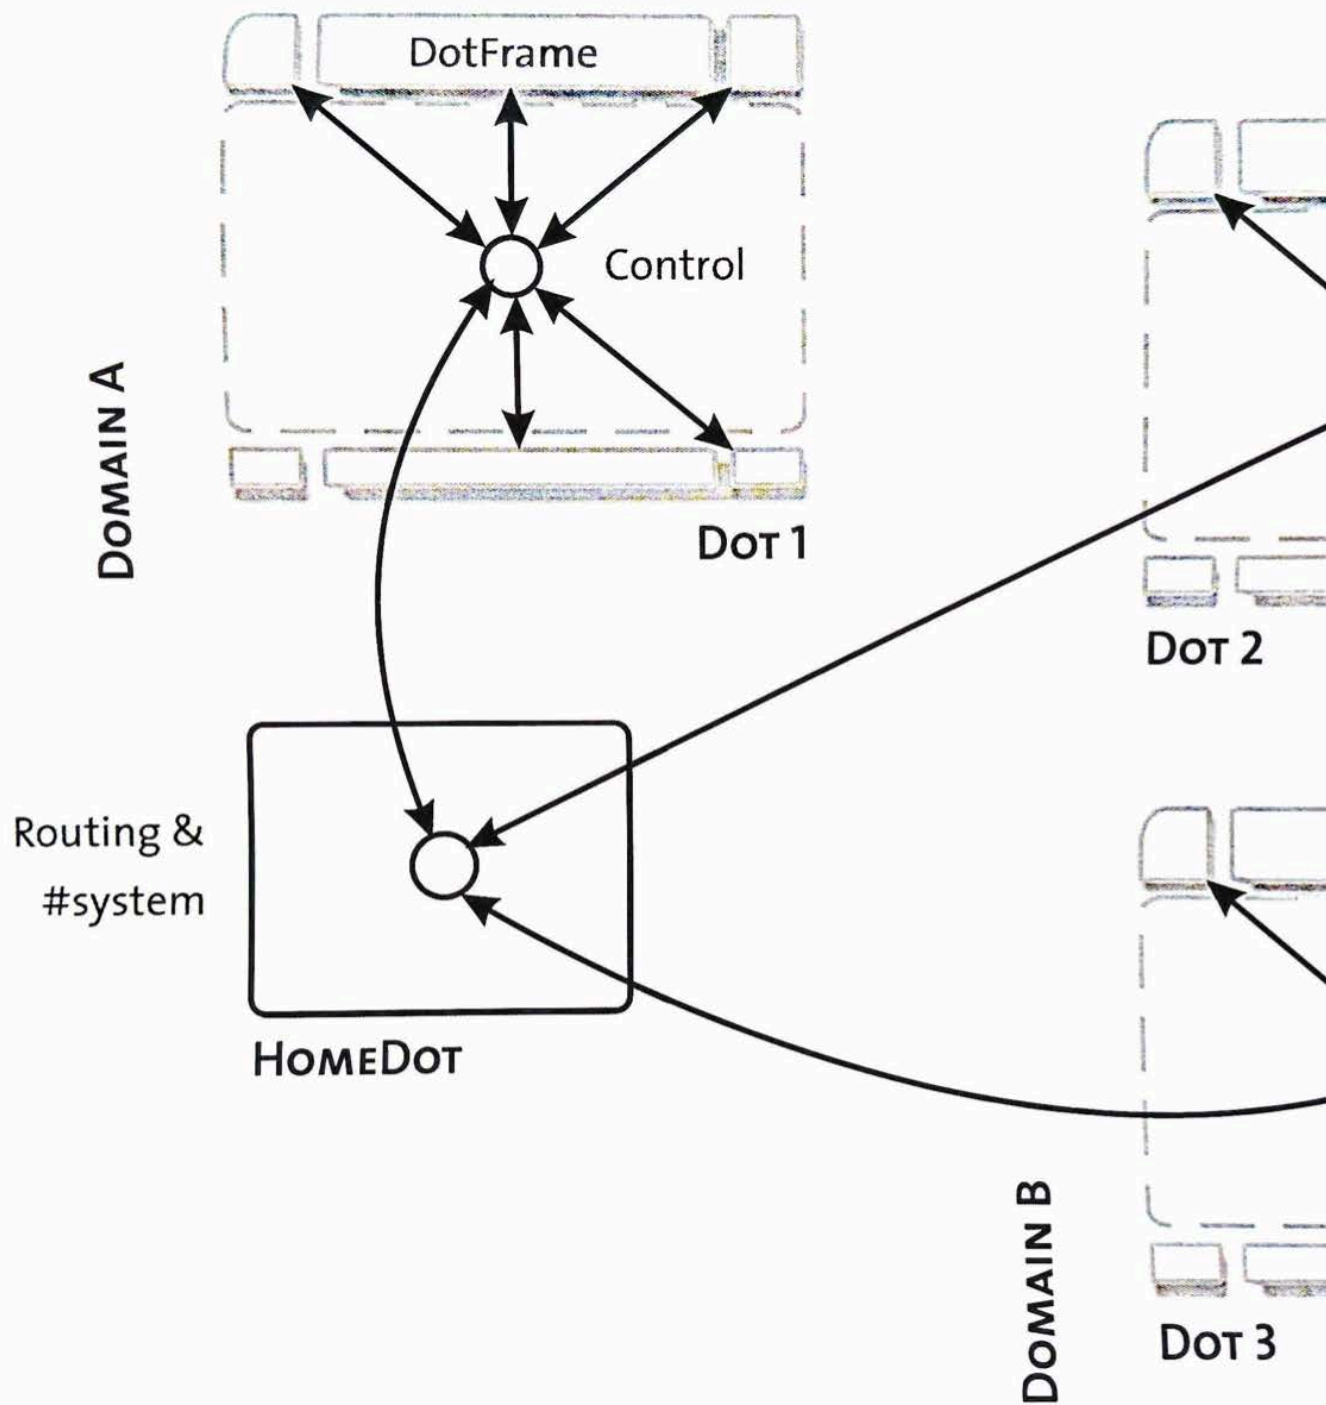 DotFrame
Control
DOMAIN A
DOT 1
DOT 2
Routing &
#system
HOMEDOT
DOMAIN B
DOT 3